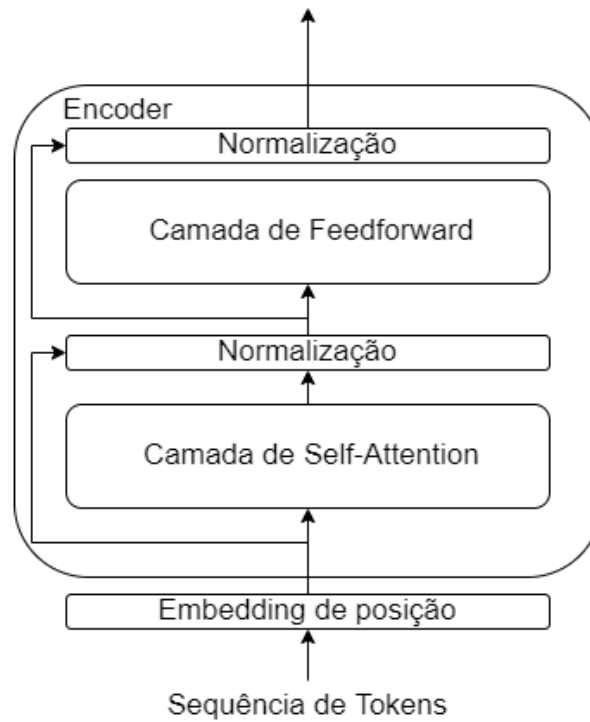 Encoder
Normalização
Camada de Feedforward
Normalização
Camada de Self-Attention
Embedding de posição
Sequência de Tokens